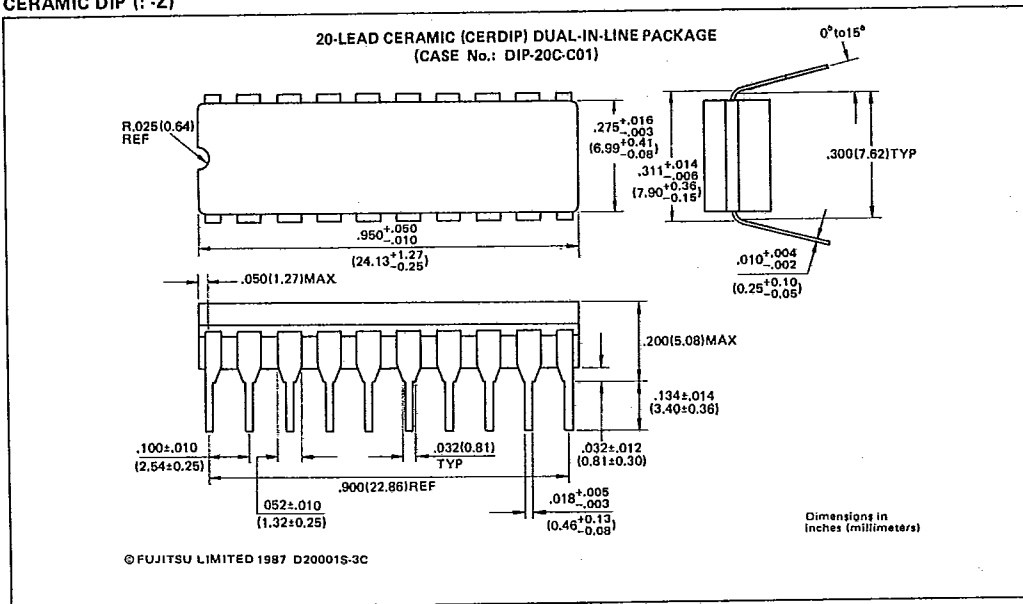 CERAMIC DIP (: -Z)
20-LEAD CERAMIC (CERDIP) DUAL-IN-LINE PACKAGE
(CASE No.: DIP-20C-C01)
0°to15°
R.025(0.64)
REF
.275+.016
-.003
(6.99+0.41
-0.08)
.311+.014
-.006
(7.90+0.36
-0.15)
.300(7.62)TYP
.950+.050
-.010
(24.13+1.27
-0.25)
.010+.004
-.002
(0.25+0.10
-0.05)
.050(1.27)MAX
.200(5.08)MAX
.134±.014
(3.40±0.36)
.100±.010
(2.54±0.25)
.032(0.81)
TYP
.032±.012
(0.81±0.30)
.900(22.86)REF
052±.010
(1.32±0.25)
.018+.005
-.003
(0.46+0.13
-0.08)
Dimensions in
inches (millimeters)
©FUJITSU LIMITED 1987 D20001S-3C